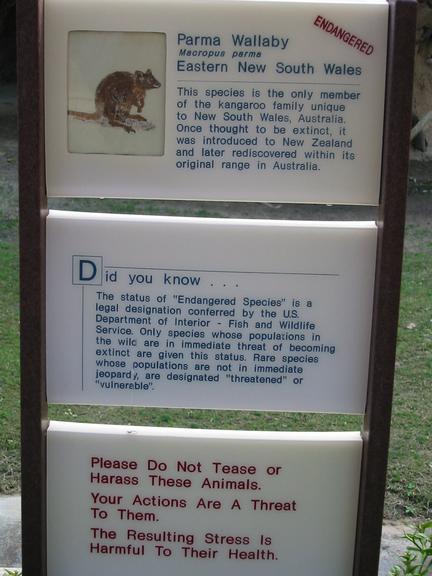 ENDANGERED
Parma Wallaby
Macropus parma
Eastern New South Wales
This species is the only member
of the kangaroo family unique
to New South Wales, Australia.
Once thought to be extinct, it
was introduced to New Zealand
and later rediscovered within its
original range in Australia.
Did you know . . .
The status of "Endangered Species" is a
legal designation conferred by the U.S.
Department of Interior - Fish and Wildlife
Service. Only species whose populations in
the wild are in immediate threat of becoming
extinct are given this status. Rare species
whose populations are not in immediate
jeopardy, are designated "threatened" or
"vulnerable".
Please Do Not Tease or
Harass These Animals.
Your Actions Are A Threat
To Them.
The Resulting Stress Is
Harmful To Their Health.